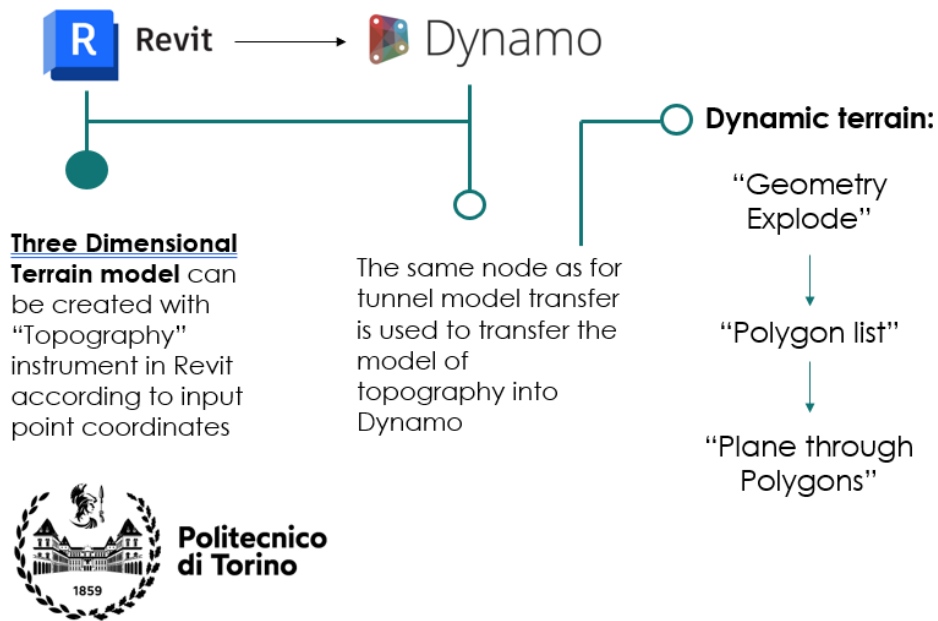 R Revit
Dynamo
Three Dimensional
Terrain model can
be created with
“Topography”
instrument in Revit
according to input
point coordinates
The same node as for
tunnel model transfer
is used to transfer the
model of
topography into
Dynamo
Dynamic terrain:
“Geometry
Explode”
“Polygon list”
“Plane through
Polygons”
Politecnico
di Torino
1859